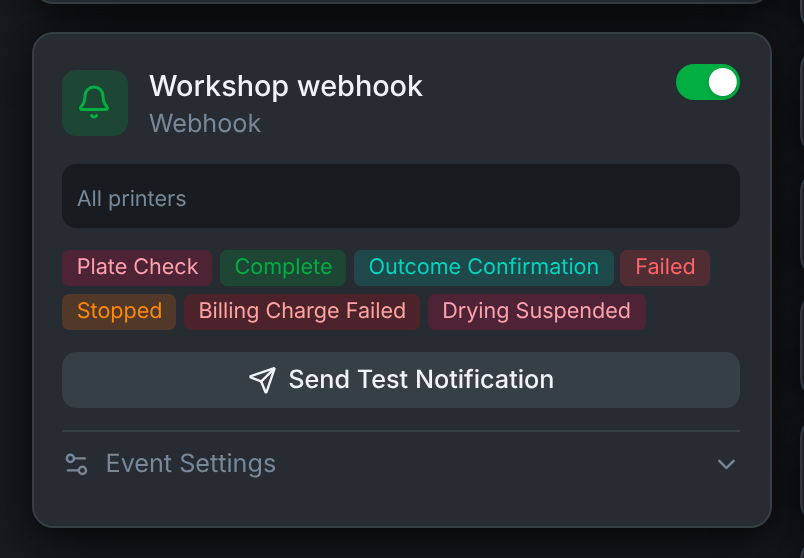 Workshop webhook
Webhook
All printers
Plate Check Complete Outcome Confirmation Failed
Stopped Billing Charge Failed Drying Suspended
Send Test Notification
Event Settings